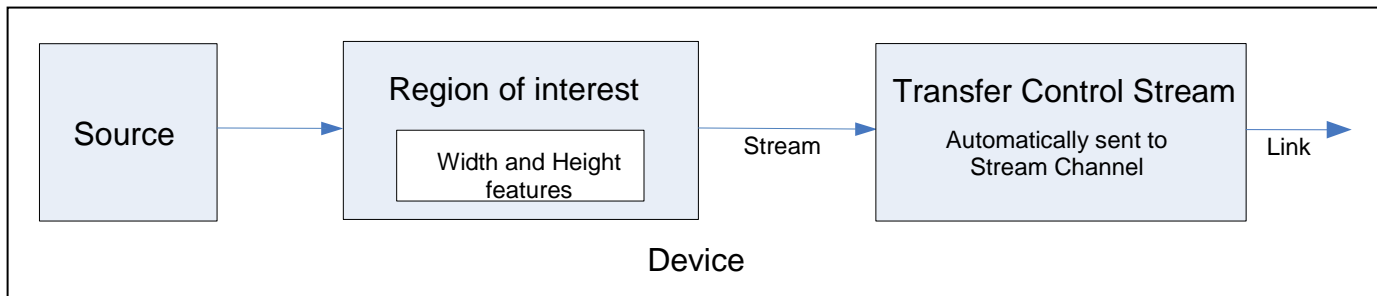 Source
Region of interest
Width and Height
features
Stream
Transfer Control Stream
Automatically sent to
Stream Channel
Link
Device